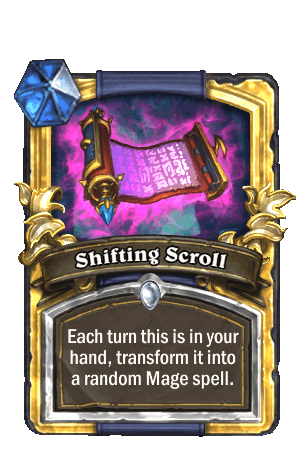 Shifting Scroll
Each turn this is in your
hand, transform it into
a random Mage spell.